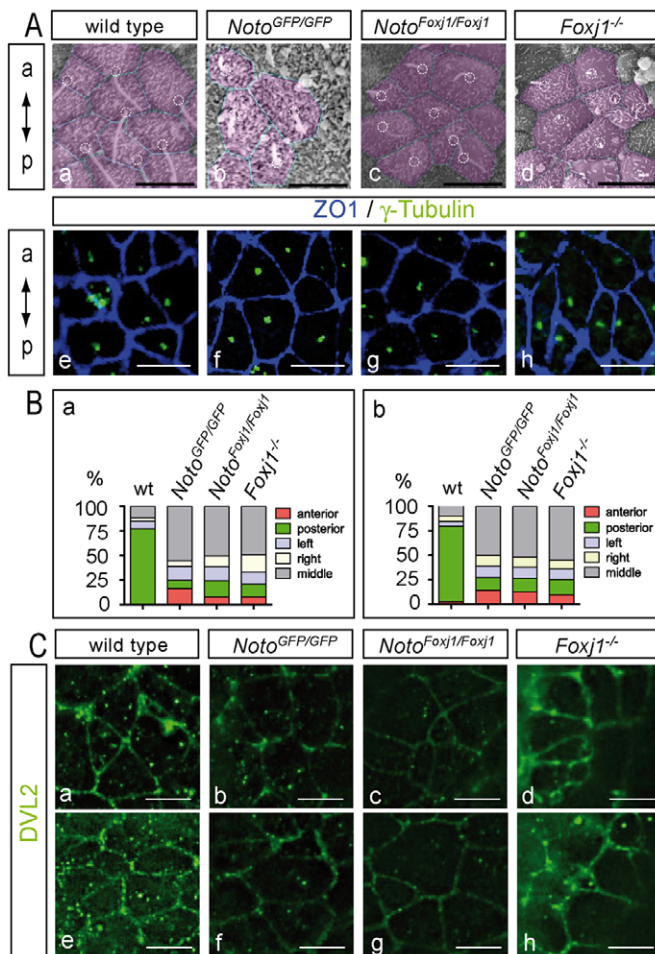 A
wild type Noto^GFP/GFP Noto^Foxj1/Foxj1 Foxj1^-/-
a
p
a b c d
ZO1 / γ-Tubulin
a
p
e f g h
B
a
%
wt Noto^GFP/GFP Noto^Foxj1/Foxj1 Foxj1^-/-
100
75
50
25
0
anterior
posterior
left
right
middle
b
%
wt Noto^GFP/GFP Noto^Foxj1/Foxj1 Foxj1^-/-
100
75
50
25
0
anterior
posterior
left
right
middle
C
wild type Noto^GFP/GFP Noto^Foxj1/Foxj1 Foxj1^-/-
DVL2
a b c d
e f g h